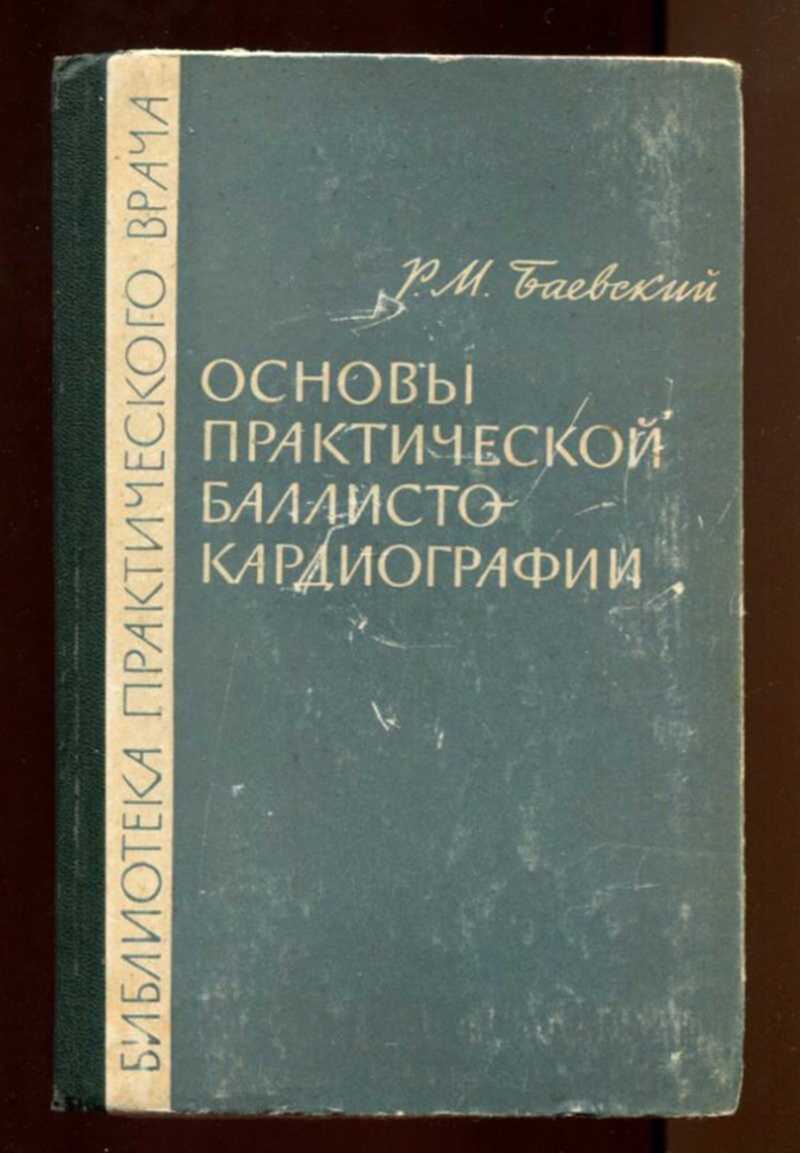 БИБЛИОТЕКА ПРАКТИЧЕСКОГО ВРАЧА
Р.М. Баевский
ОСНОВЫ
ПРАКТИЧЕСКОЙ
БАЛЛИСТО-
КАРДИОГРАФИИ